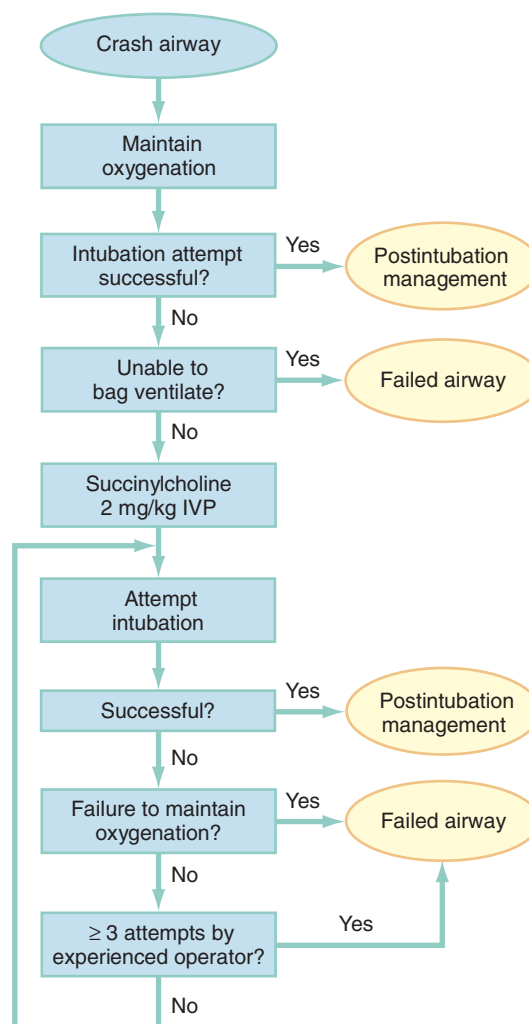 Crash airway
Maintain
oxygenation
Intubation attempt
successful?
Yes
Postintubation
management
No
Unable to
bag ventilate?
Yes
Failed airway
No
Succinylcholine
2 mg/kg IVP
Attempt
intubation
Successful?
Yes
Postintubation
management
No
Failure to maintain
oxygenation?
Yes
Failed airway
No
≥ 3 attempts by
experienced operator?
Yes
No